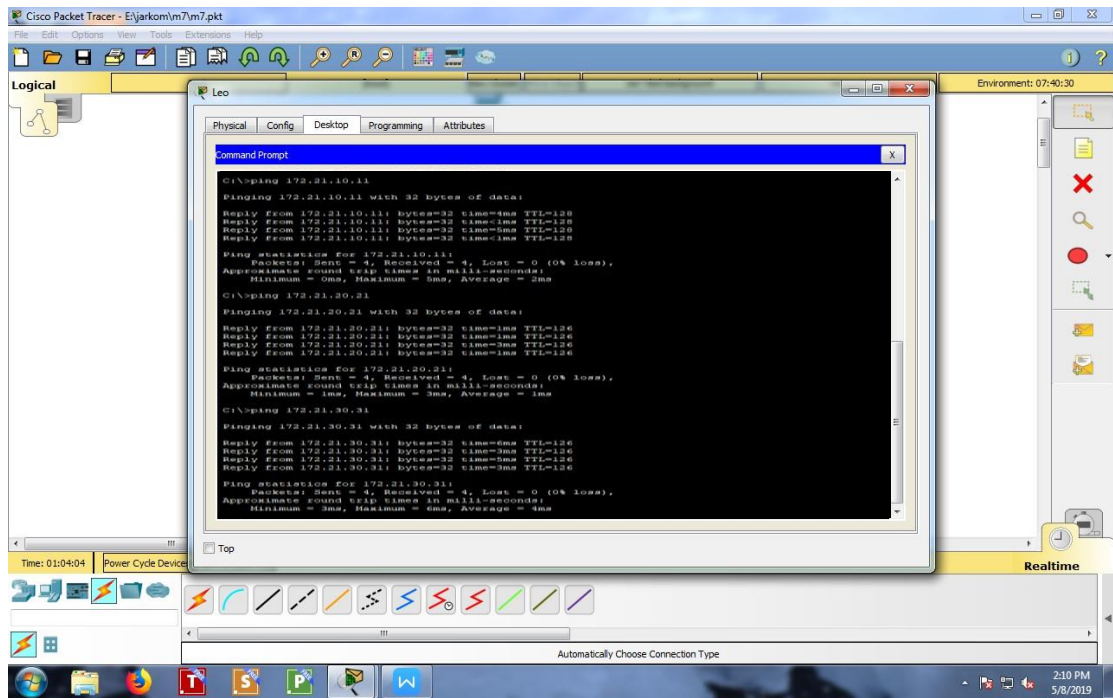 Cisco Packet Tracer - E:\jarkom\m7\m7.pkt
File Edit Options View Tools Extensions Help
Logical
Environment: 07:40:30
Leo
Physical Config Desktop Programming Attributes
Command Prompt
X
C:\>ping 172.21.10.11
Pinging 172.21.10.11 with 32 bytes of data:
Reply from 172.21.10.11: bytes=32 time=4ms TTL=128
Reply from 172.21.10.11: bytes=32 time<1ms TTL=128
Reply from 172.21.10.11: bytes=32 time=5ms TTL=128
Reply from 172.21.10.11: bytes=32 time<1ms TTL=128
Ping statistics for 172.21.10.11:
Packets: Sent = 4, Received = 4, Lost = 0 (0% loss),
Approximate round trip times in milli-seconds:
Minimum = 0ms, Maximum = 5ms, Average = 2ms
C:\>ping 172.21.20.21
Pinging 172.21.20.21 with 32 bytes of data:
Reply from 172.21.20.21: bytes=32 time=1ms TTL=126
Reply from 172.21.20.21: bytes=32 time=1ms TTL=126
Reply from 172.21.20.21: bytes=32 time=3ms TTL=126
Reply from 172.21.20.21: bytes=32 time=1ms TTL=126
Ping statistics for 172.21.20.21:
Packets: Sent = 4, Received = 4, Lost = 0 (0% loss),
Approximate round trip times in milli-seconds:
Minimum = 1ms, Maximum = 3ms, Average = 1ms
C:\>ping 172.21.30.31
Pinging 172.21.30.31 with 32 bytes of data:
Reply from 172.21.30.31: bytes=32 time=6ms TTL=126
Reply from 172.21.30.31: bytes=32 time=3ms TTL=126
Reply from 172.21.30.31: bytes=32 time=5ms TTL=126
Reply from 172.21.30.31: bytes=32 time=3ms TTL=126
Ping statistics for 172.21.30.31:
Packets: Sent = 4, Received = 4, Lost = 0 (0% loss),
Approximate round trip times in milli-seconds:
Minimum = 3ms, Maximum = 6ms, Average = 4ms
Top
Time: 01:04:04 Power Cycle Device
Realtime
Automatically Choose Connection Type
2:10 PM
5/8/2019